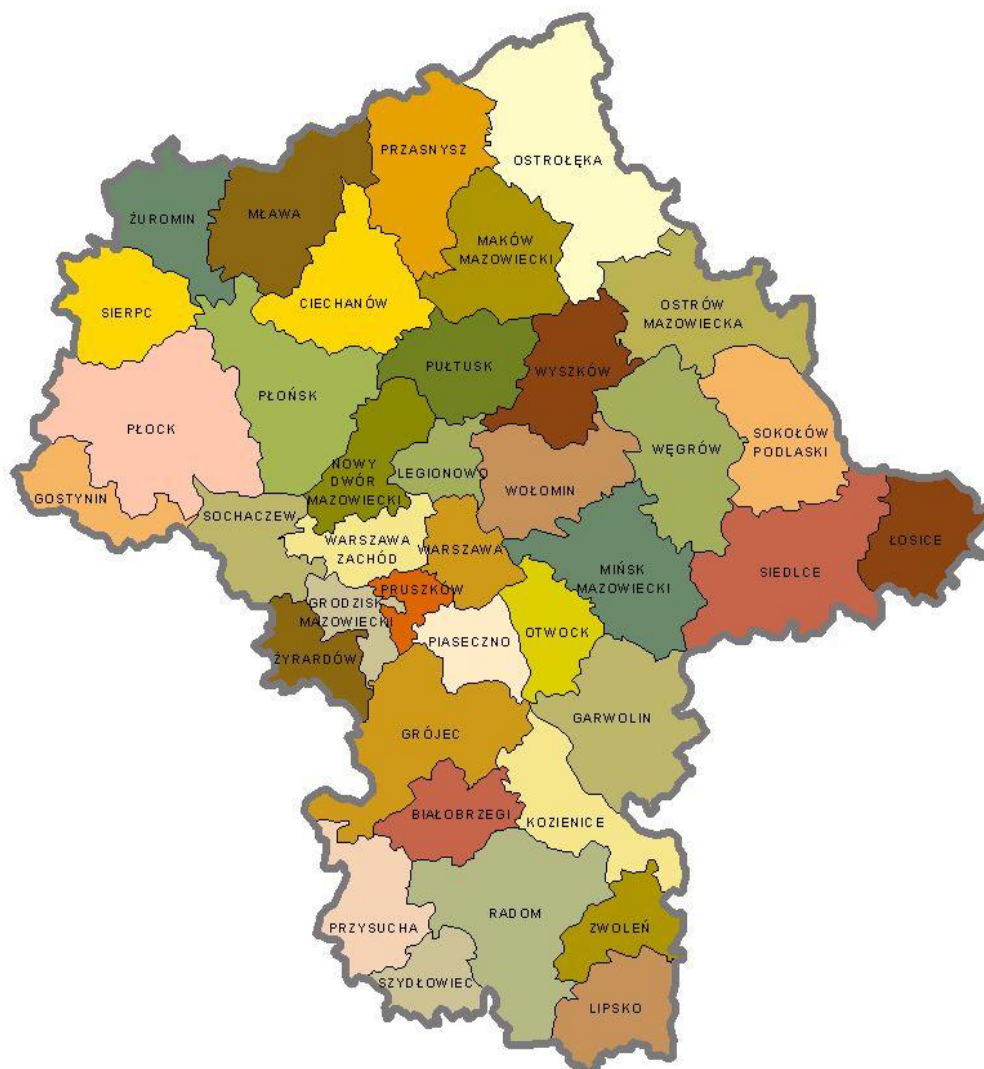 PRZASNYSZ
OSTROŁĘKA
ŻUROMIN
MŁAWA
MAKÓW
MAZOWIECKI
SIERPC
CIECHANÓW
OSTRÓW
MAZOWIECKA
PUŁTUSK
WYSZKÓW
PŁOŃSK
PŁOCK
WĘGRÓW
SOKOŁÓW
PODLASKI
NOWY
DWÓR
MAZOWIECKI
LEGIONOWO
WOŁOMIN
GOSTYNIN
SOCHACZEW
WARSZAWA
ZACHÓD
WARSZAWA
MIŃSK
MAZOWIECKI
SIEDLCE
ŁOSICE
PRUSZKÓW
GRODZISK
MAZOWIECKI
PIASECZNO
OTWOCK
ŻYRARDÓW
GARWOLIN
GRÓJEC
BIAŁOBRZEGI
KOZIENICE
RADOM
PRZYSUCHA
ZWOLEŃ
SZYDŁOWIEC
LIPSKO